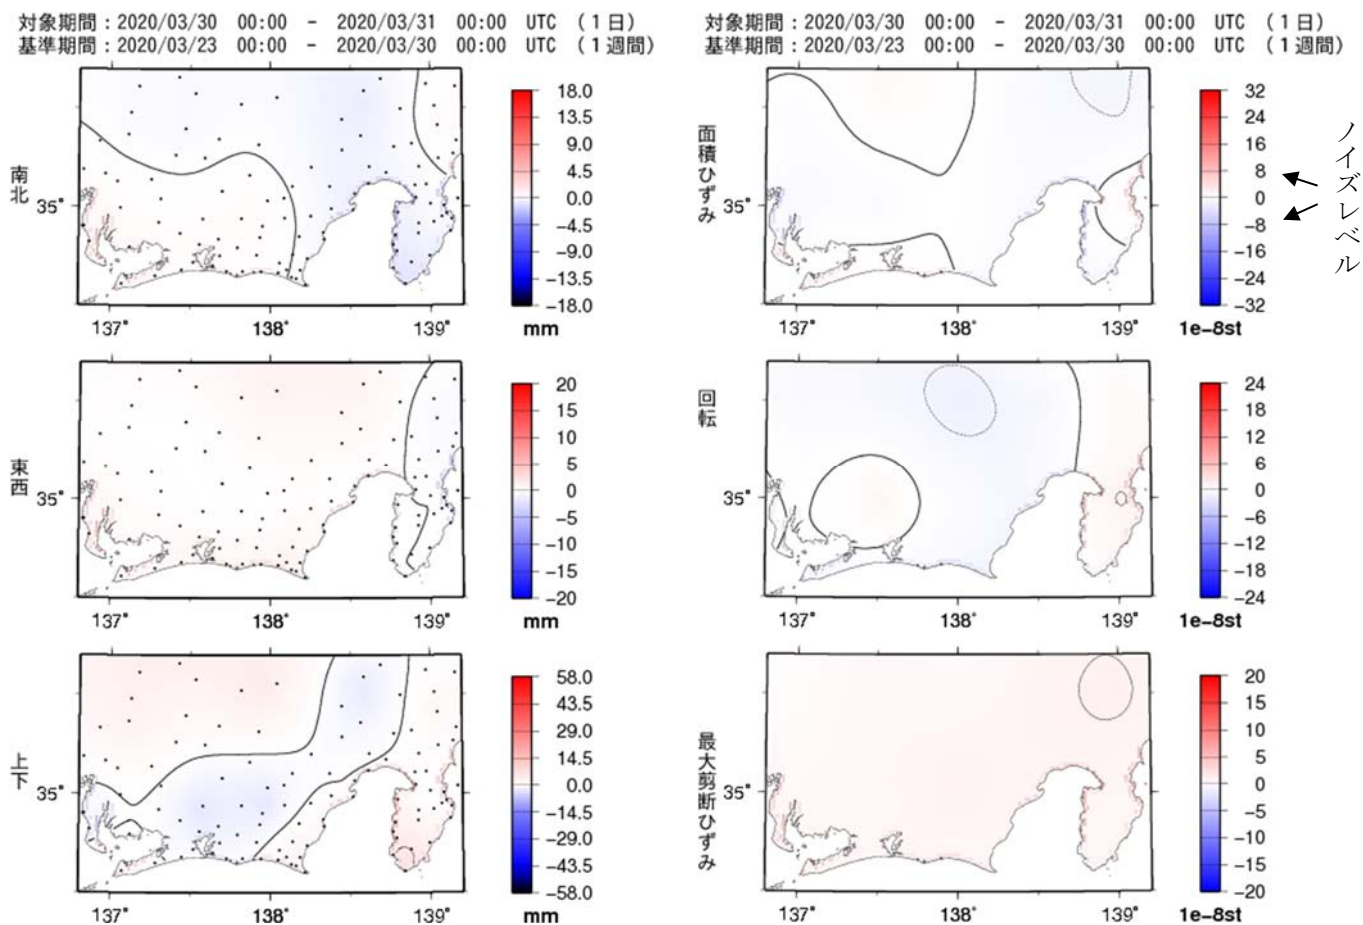 対象期間：2020/03/30 00:00 - 2020/03/31 00:00 UTC （１日）
基準期間：2020/03/23 00:00 - 2020/03/30 00:00 UTC （１週間）
南北
35°
137° 138° 139°
18.0
13.5
9.0
4.5
0.0
-4.5
-9.0
-13.5
-18.0
mm
東西
35°
137° 138° 139°
20
15
10
5
0
-5
-10
-15
-20
mm
上下
35°
137° 138° 139°
58.0
43.5
29.0
14.5
0.0
-14.5
-29.0
-43.5
-58.0
mm
対象期間：2020/03/30 00:00 - 2020/03/31 00:00 UTC （１日）
基準期間：2020/03/23 00:00 - 2020/03/30 00:00 UTC （１週間）
面積ひずみ
35°
137° 138° 139°
32
24
16
8
0
-8
-16
-24
-32
1e-8st
ノイズレベル
回転
35°
137° 138° 139°
24
18
12
6
0
-6
-12
-18
-24
1e-8st
最大剪断ひずみ
35°
137° 138° 139°
20
15
10
5
0
-5
-10
-15
-20
1e-8st